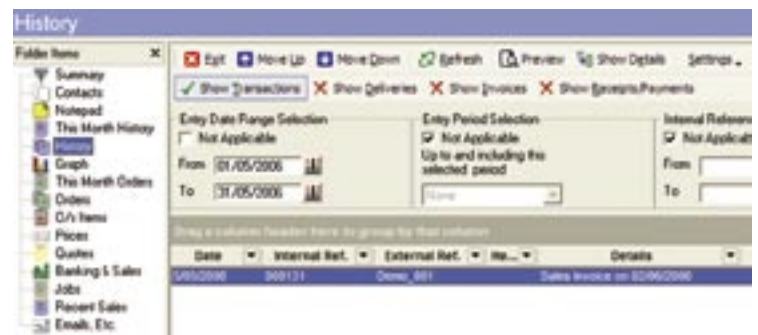 History
Folder Items
Summary
Contacts
Notepad
This Month History
History
Graph
This Month Orders
Orders
O/s Items
Prices
Quotes
Banking & Sales
Jobs
Recent Sales
Emails, Etc
Exit Move Up Move Down Refresh Preview Show Details Settings
Show Transactions Show Deliveries Show Invoices Show Receipts/Payments
Entry Date Range Selection
Not Applicable
From 01/05/2006
To 31/05/2006
Entry Period Selection
Not Applicable
Up to and including the
selected period
None
Internal Referen
Not Applicat
From
To
Drag a column header here to group by that column
Date Internal Ref. External Ref. Details
Demo_001 Sales Invoice on